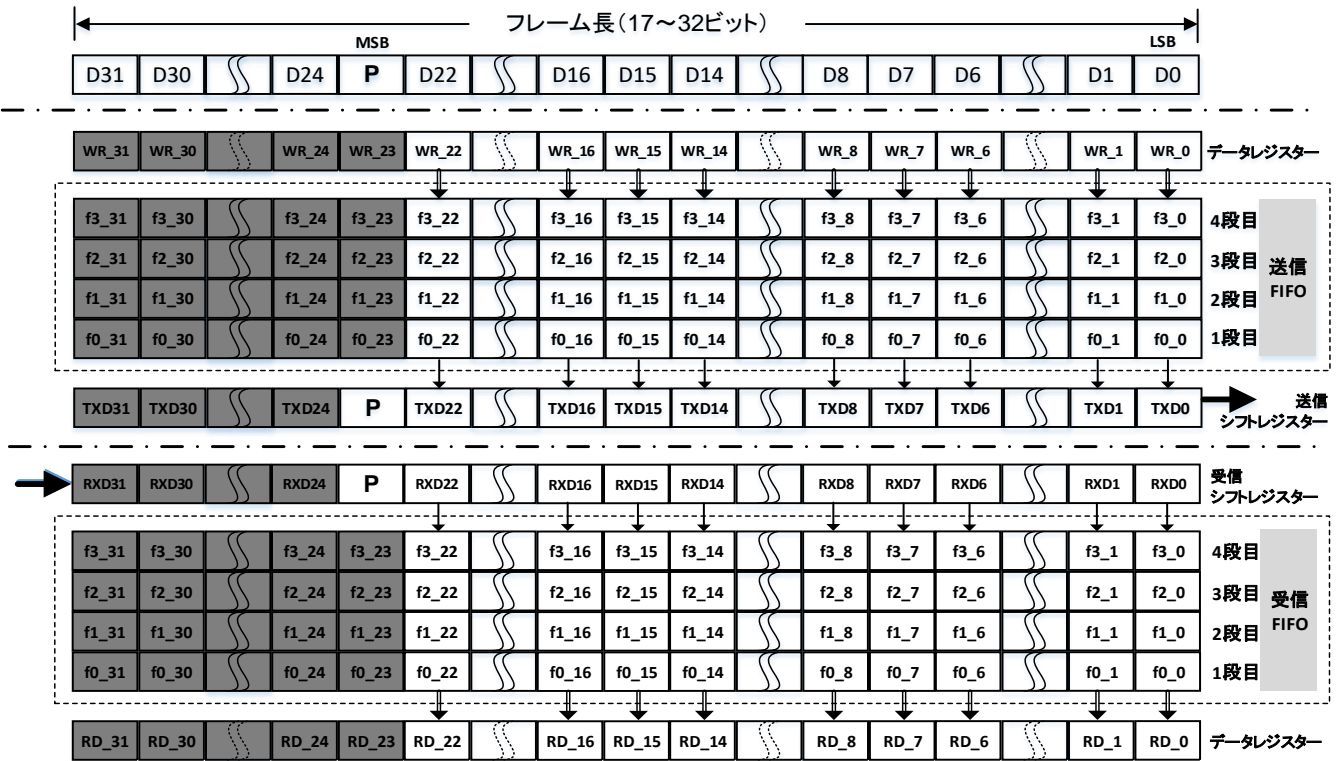 フレーム長（17～32ビット）
MSB LSB
D31 D30 D24 P D22 D16 D15 D14 D8 D7 D6 D1 D0
WR_31 WR_30 WR_24 WR_23 WR_22 WR_16 WR_15 WR_14 WR_8 WR_7 WR_6 WR_1 WR_0 データレジスター
f3_31 f3_30 f3_24 f3_23 f3_22 f3_16 f3_15 f3_14 f3_8 f3_7 f3_6 f3_1 f3_0 4段目
f2_31 f2_30 f2_24 f2_23 f2_22 f2_16 f2_15 f2_14 f2_8 f2_7 f2_6 f2_1 f2_0 3段目
送信
FIFO
f1_31 f1_30 f1_24 f1_23 f1_22 f1_16 f1_15 f1_14 f1_8 f1_7 f1_6 f1_1 f1_0 2段目
f0_31 f0_30 f0_24 f0_23 f0_22 f0_16 f0_15 f0_14 f0_8 f0_7 f0_6 f0_1 f0_0 1段目
TXD31 TXD30 TXD24 P TXD22 TXD16 TXD15 TXD14 TXD8 TXD7 TXD6 TXD1 TXD0
送信
シフトレジスター
RXD31 RXD30 RXD24 P RXD22 RXD16 RXD15 RXD14 RXD8 RXD7 RXD6 RXD1 RXD0
受信
シフトレジスター
f3_31 f3_30 f3_24 f3_23 f3_22 f3_16 f3_15 f3_14 f3_8 f3_7 f3_6 f3_1 f3_0 4段目
f2_31 f2_30 f2_24 f2_23 f2_22 f2_16 f2_15 f2_14 f2_8 f2_7 f2_6 f2_1 f2_0 3段目
受信
FIFO
f1_31 f1_30 f1_24 f1_23 f1_22 f1_16 f1_15 f1_14 f1_8 f1_7 f1_6 f1_1 f1_0 2段目
f0_31 f0_30 f0_24 f0_23 f0_22 f0_16 f0_15 f0_14 f0_8 f0_7 f0_6 f0_1 f0_0 1段目
RD_31 RD_30 RD_24 RD_23 RD_22 RD_16 RD_15 RD_14 RD_8 RD_7 RD_6 RD_1 RD_0 データレジスター